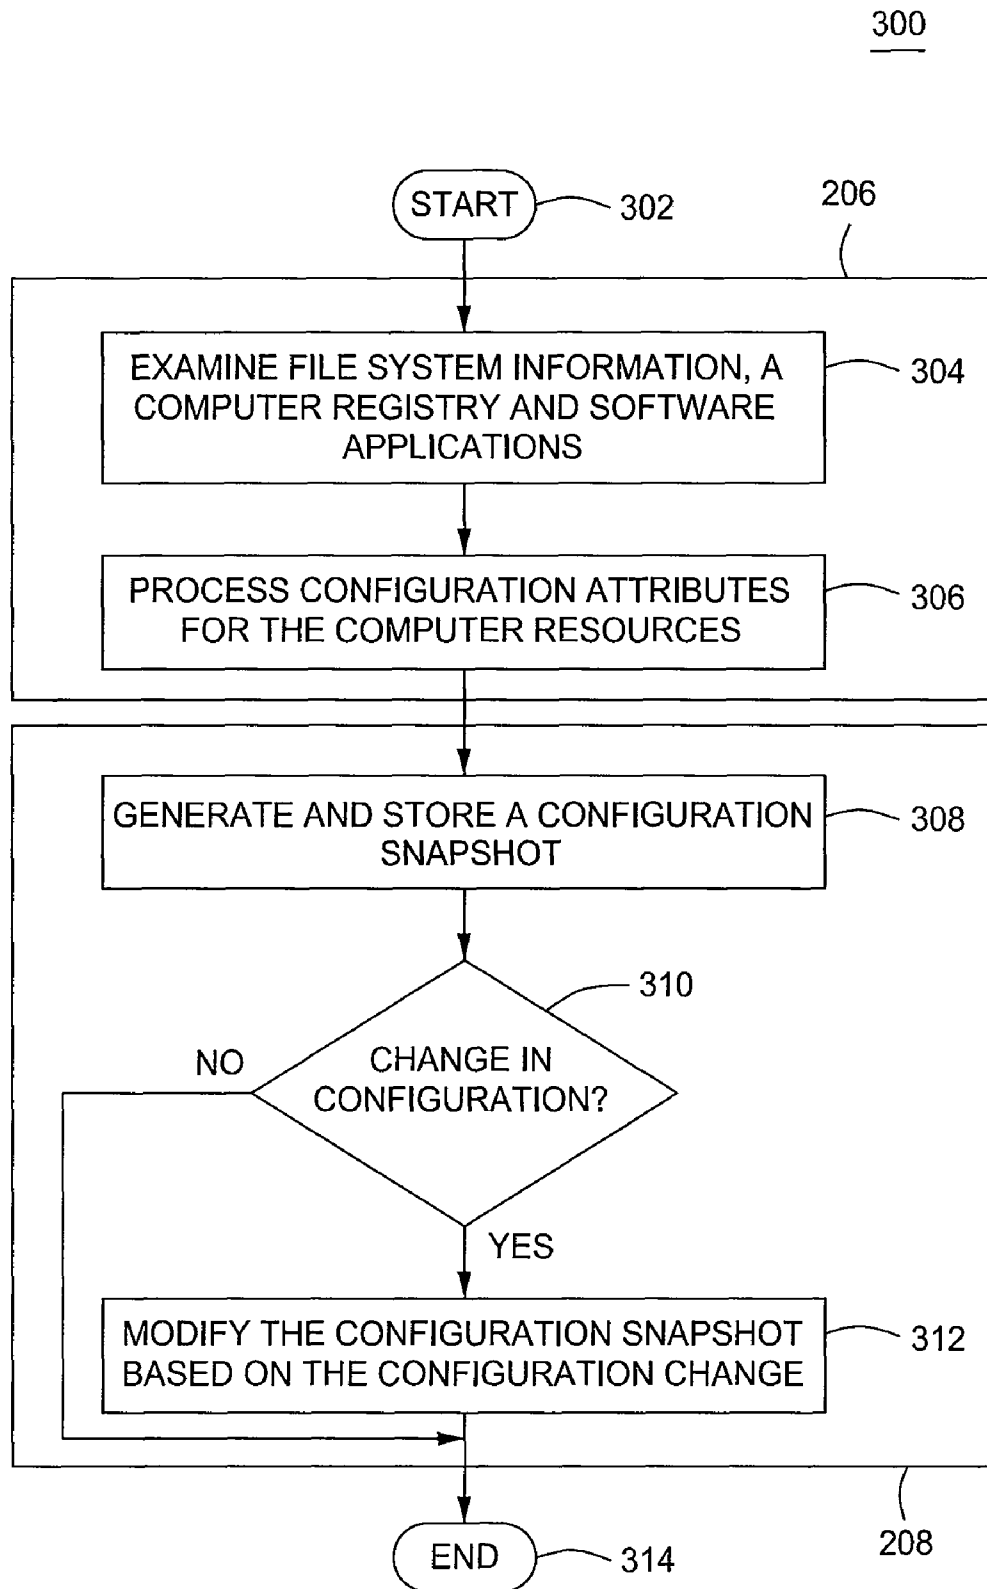 300
START
302
206
EXAMINE FILE SYSTEM INFORMATION, A
COMPUTER REGISTRY AND SOFTWARE
APPLICATIONS
304
PROCESS CONFIGURATION ATTRIBUTES
FOR THE COMPUTER RESOURCES
306
GENERATE AND STORE A CONFIGURATION
SNAPSHOT
308
310
CHANGE IN
CONFIGURATION?
NO
YES
MODIFY THE CONFIGURATION SNAPSHOT
BASED ON THE CONFIGURATION CHANGE
312
208
END
314